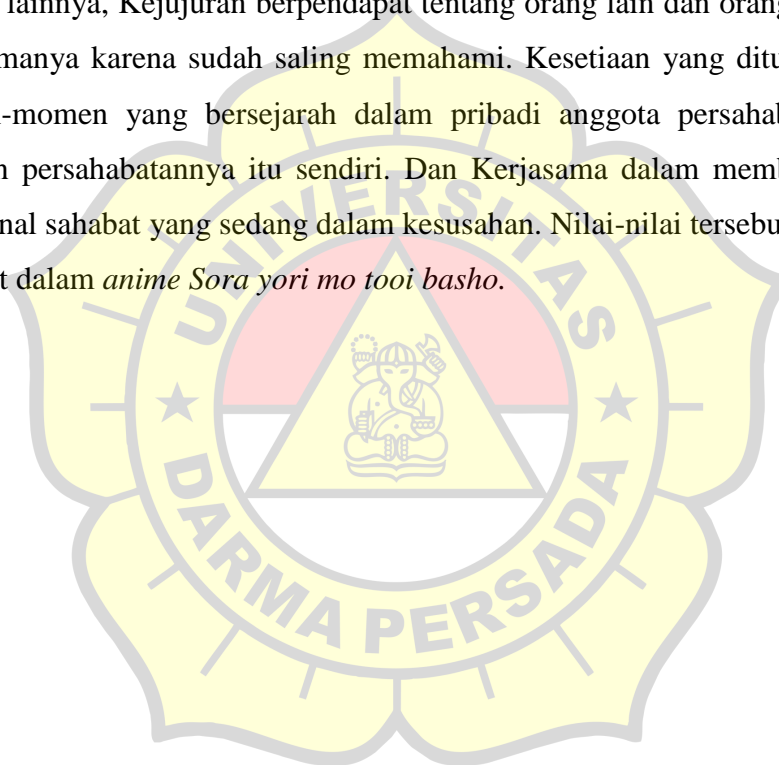 lainnya, Kejujuran berpendapat tentang orang lain dan orang
manya karena sudah saling memahami. Kesetiaan yang ditu
-momen yang bersejarah dalam pribadi anggota persahab
persahabatannya itu sendiri. Dan Kerjasama dalam memb
nal sahabat yang sedang dalam kesusahan. Nilai-nilai tersebu
t dalam anime Sora yori mo tooi basho.
UNIVERSITAS
DARMA PERSADA